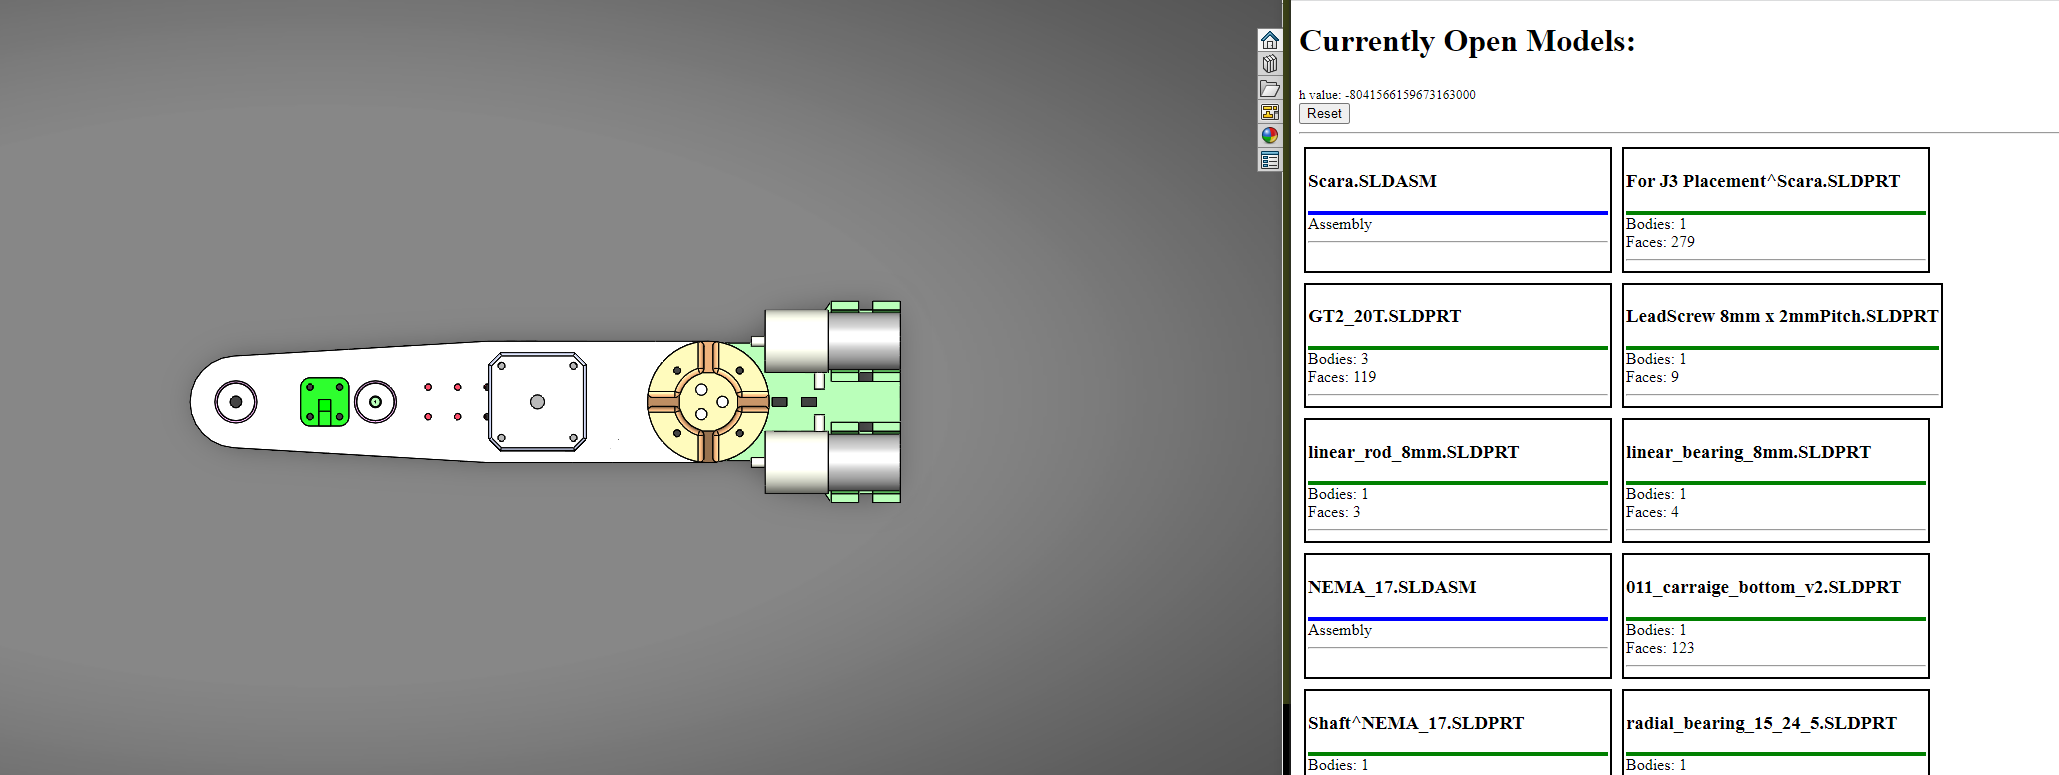 Currently Open Models:
h value: -8041566159673163000
Reset
Scara.SLDASM
Assembly
For J3 Placement^Scara.SLDPRT
Bodies: 1
Faces: 279
GT2_20T.SLDPRT
Bodies: 3
Faces: 119
LeadScrew 8mm x 2mmPitch.SLDPRT
Bodies: 1
Faces: 9
linear_rod_8mm.SLDPRT
Bodies: 1
Faces: 3
linear_bearing_8mm.SLDPRT
Bodies: 1
Faces: 4
NEMA_17.SLDASM
Assembly
011_carraige_bottom_v2.SLDPRT
Bodies: 1
Faces: 123
Shaft^NEMA_17.SLDPRT
Bodies: 1
radial_bearing_15_24_5.SLDPRT
Bodies: 1